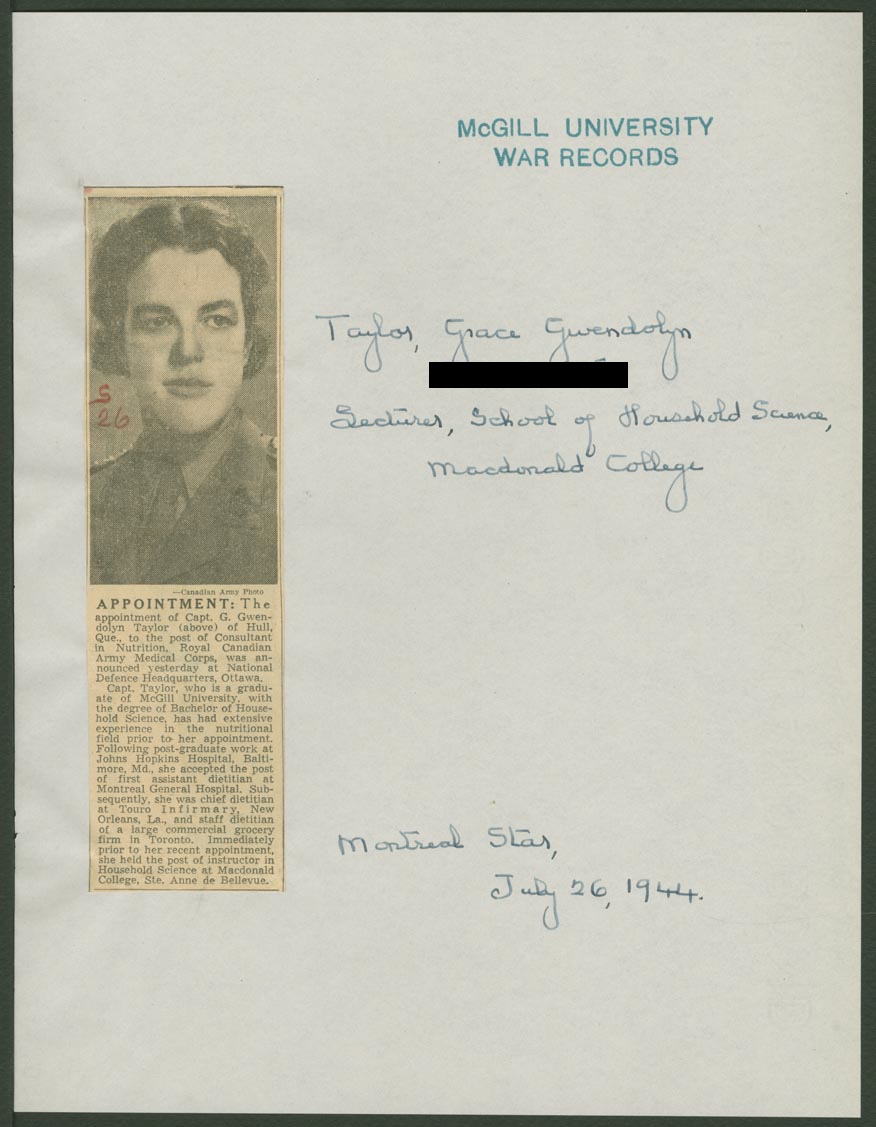 McGILL UNIVERSITY
WAR RECORDS
Taylor, Grace Gwendolyn
Lecturer, School of Household Science,
Macdonald College
S
26
—Canadian Army Photo
APPOINTMENT: The
appointment of Capt. G. Gwen-
dolyn Taylor (above) of Hull,
Que., to the post of Consultant
in Nutrition, Royal Canadian
Army Medical Corps, was an-
nounced yesterday at National
Defence Headquarters, Ottawa.
Capt. Taylor, who is a gradu-
ate of McGill University, with
the degree of Bachelor of House-
hold Science, has had extensive
experience in the nutritional
field prior to her appointment.
Following post-graduate work at
Johns Hopkins Hospital, Balti-
more, Md., she accepted the post
of first assistant dietitian at
Montreal General Hospital. Sub-
sequently, she was chief dietitian
at Touro Infirmary, New
Orleans, La., and staff dietitian
of a large commercial grocery
firm in Toronto. Immediately
prior to her recent appointment,
she held the post of instructor in
Household Science at Macdonald
College, Ste. Anne de Bellevue.
Montreal Star,
July 26, 1944.